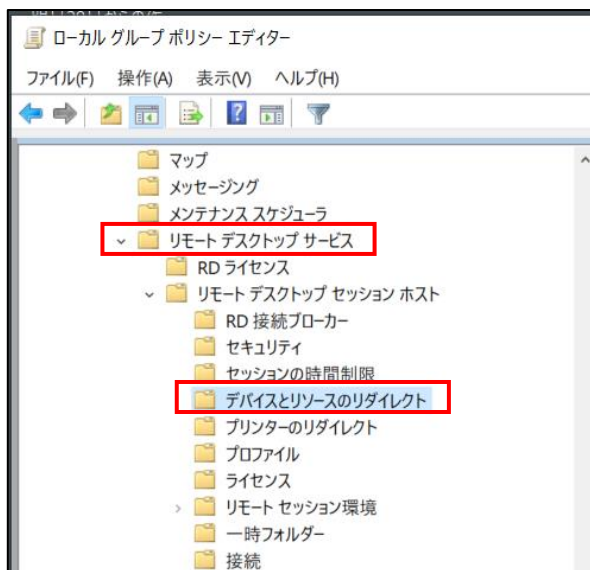 ローカル グループ ポリシー エディター
ファイル(F) 操作(A) 表示(V) ヘルプ(H)
マップ
メッセージング
メンテナンス スケジューラ
リモート デスクトップ サービス
RD ライセンス
リモート デスクトップ セッション ホスト
RD 接続ブローカー
セキュリティ
セッションの時間制限
デバイスとリソースのリダイレクト
プリンターのリダイレクト
プロファイル
ライセンス
リモート セッション環境
一時フォルダー
接続